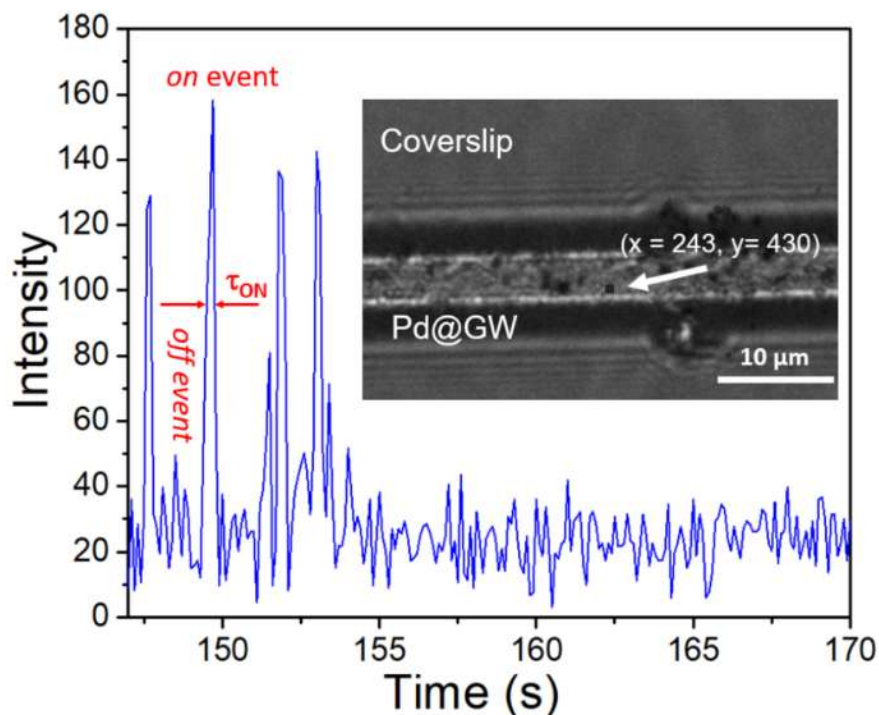 180
160
140
120
100
80
60
40
20
0
Intensity
on event
τON
off event
Coverslip
(x = 243, y= 430)
Pd@GW
10 μm
150
155
160
165
170
Time (s)